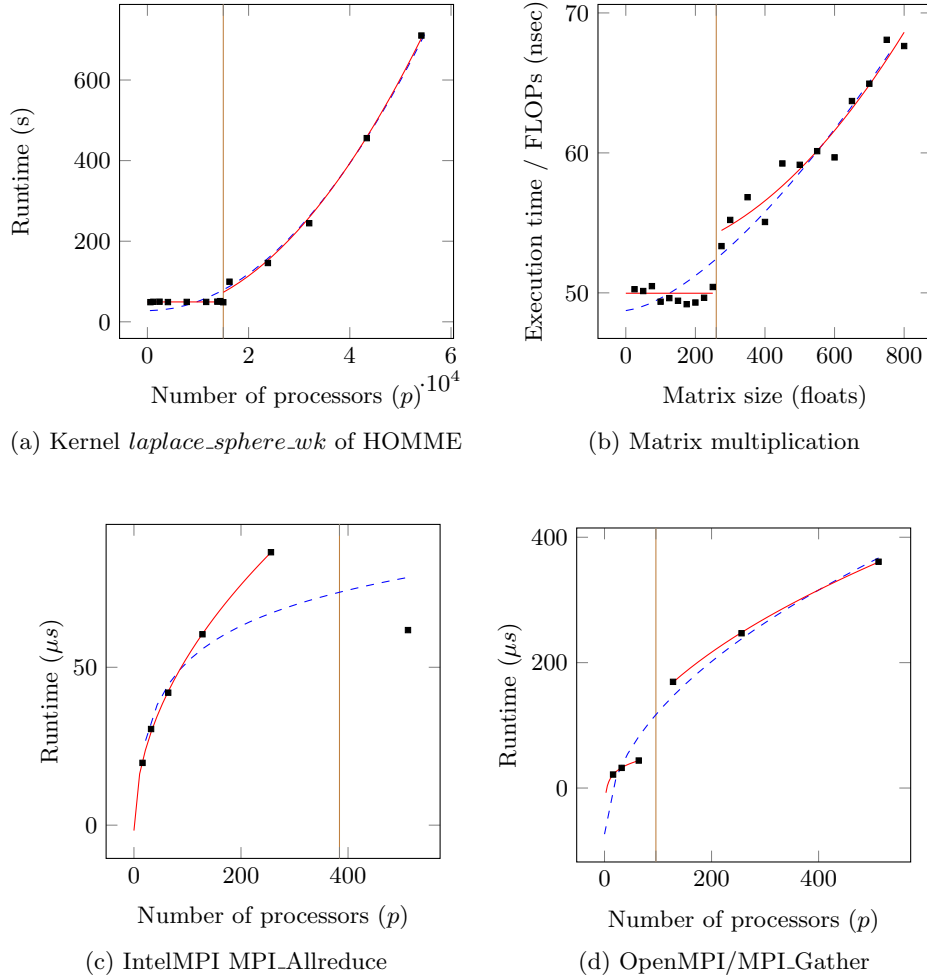 600
400
200
0
Runtime (s)
0
2
4
6
·10⁴
Number of processors (p)
(a) Kernel laplace_sphere_wk of HOMME
70
60
50
Execution time / FLOPs (nsec)
0
200
400
600
800
Matrix size (floats)
(b) Matrix multiplication
50
0
Runtime (μs)
0
200
400
Number of processors (p)
(c) IntelMPI MPI_Allreduce
400
200
0
Runtime (μs)
0
200
400
Number of processors (p)
(d) OpenMPI/MPI_Gather